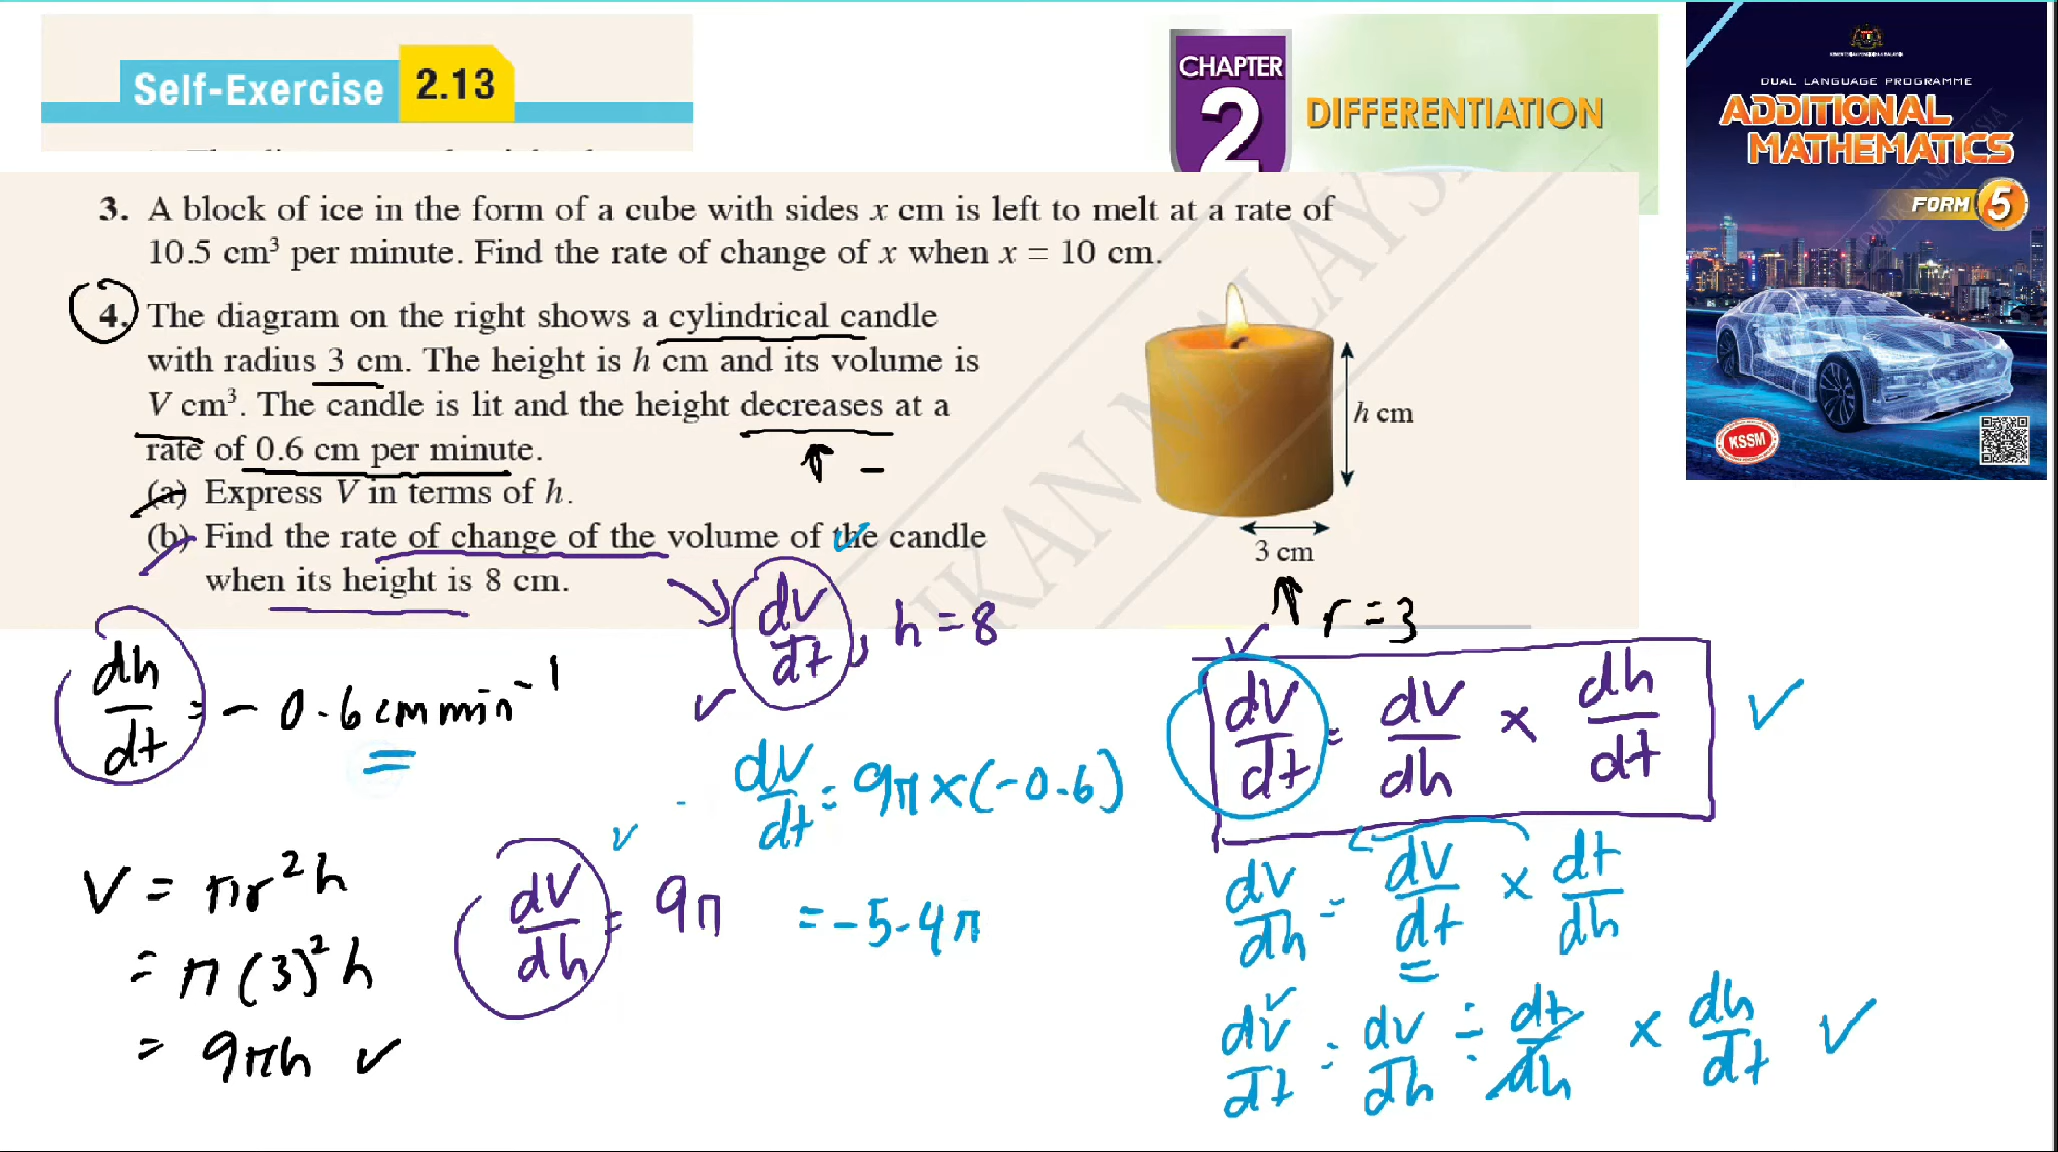 Self-Exercise 2.13
CHAPTER
2
DIFFERENTIATION
DUAL LANGUAGE PROGRAMME
ADDITIONAL
MATHEMATICS
FORM 5
KSSM
3. A block of ice in the form of a cube with sides x cm is left to melt at a rate of
10.5 cm³ per minute. Find the rate of change of x when x = 10 cm.
4. The diagram on the right shows a cylindrical candle
with radius 3 cm. The height is h cm and its volume is
V cm³. The candle is lit and the height decreases at a
rate of 0.6 cm per minute.
(a) Express V in terms of h.
(b) Find the rate of change of the volume of the candle
when its height is 8 cm.
h cm
3 cm
−
dV/dt, h = 8
r = 3
dh/dt = - 0.6 cm min⁻¹
dV/dt = dV/dh × dh/dt
dV/dt = 9π × (-0.6)
= -5.4π
V = πr²h
= π(3)²h
= 9πh
dV/dh = 9π
dV/dh = dV/dt × dt/dh
dV/dt = dV/dh ÷ dt/dh × dh/dt